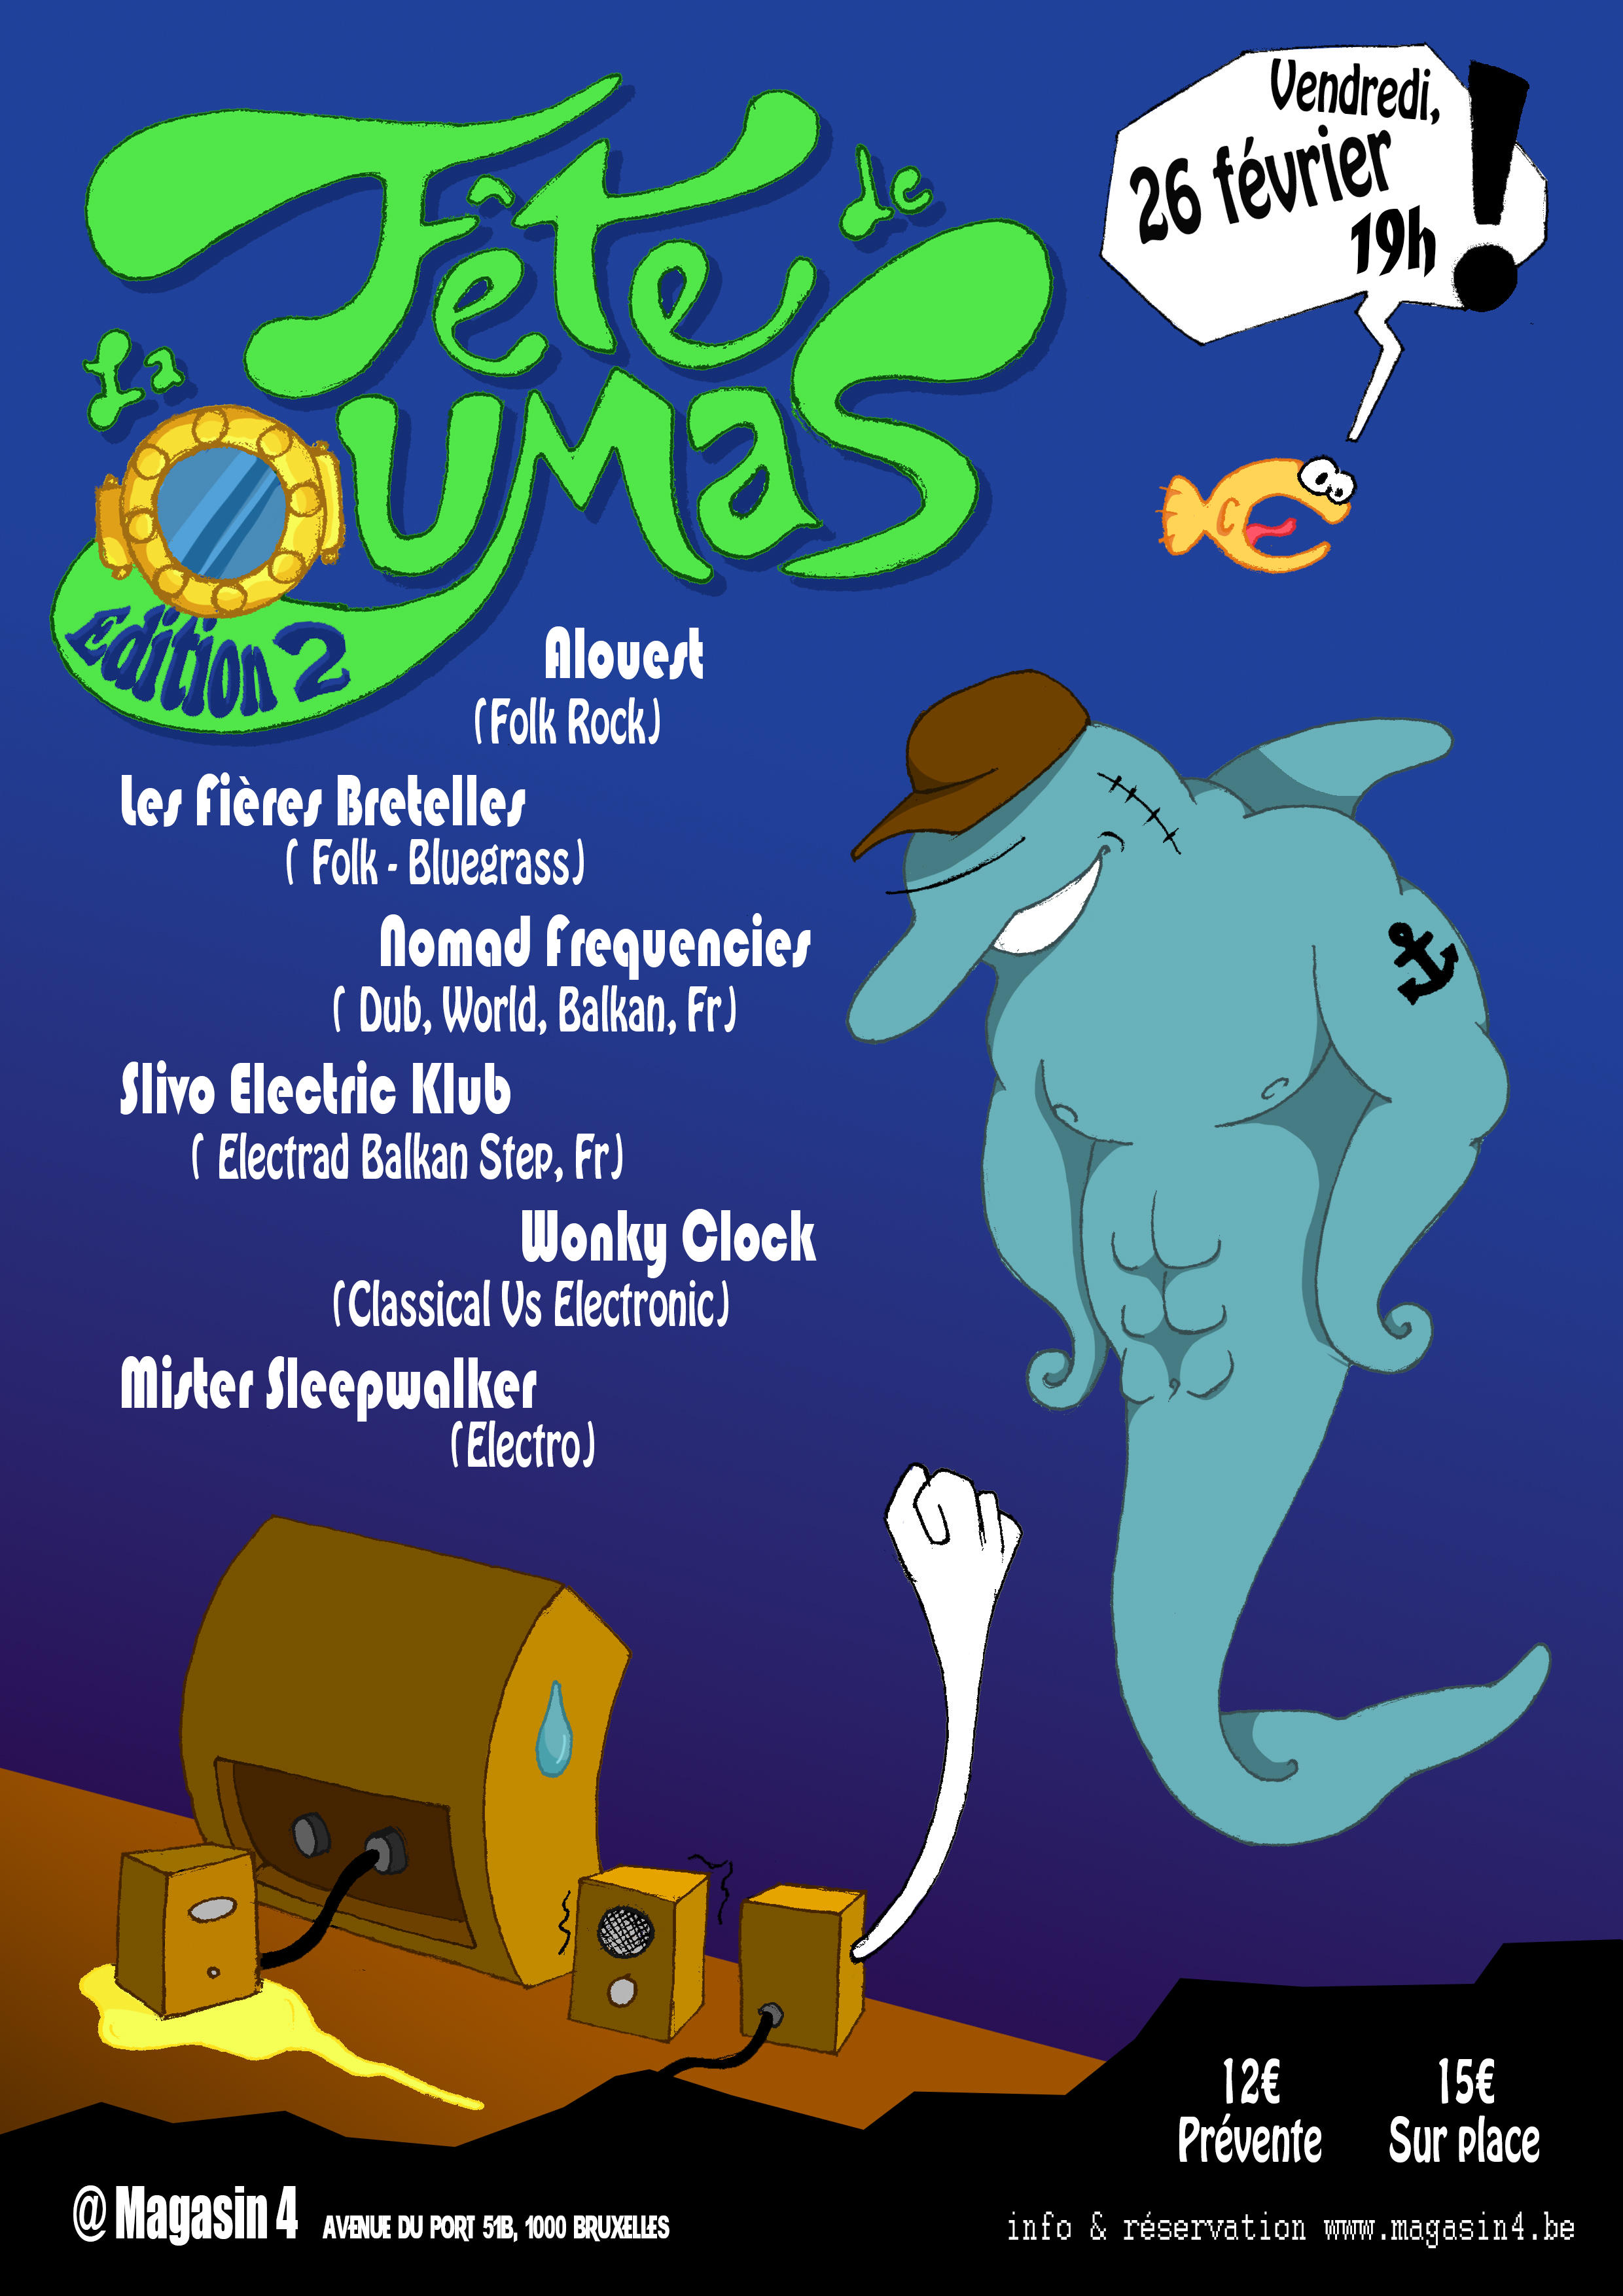 La Fête de
OUMaS
Edition 2
Vendredi,
26 février
19h !
Alouest
(Folk Rock)
Les Fières Bretelles
( Folk - Bluegrass)
Nomad Frequencies
( Dub, World, Balkan, Fr)
Slivo Electric Klub
( Electrad Balkan Step, Fr)
Wonky Clock
(Classical Vs Electronic)
Mister Sleepwalker
(Electro)
12€ 15€
Prévente Sur place
@ Magasin 4 AVENUE DU PORT 51B, 1000 BRUXELLES
info & réservation www.magasin4.be